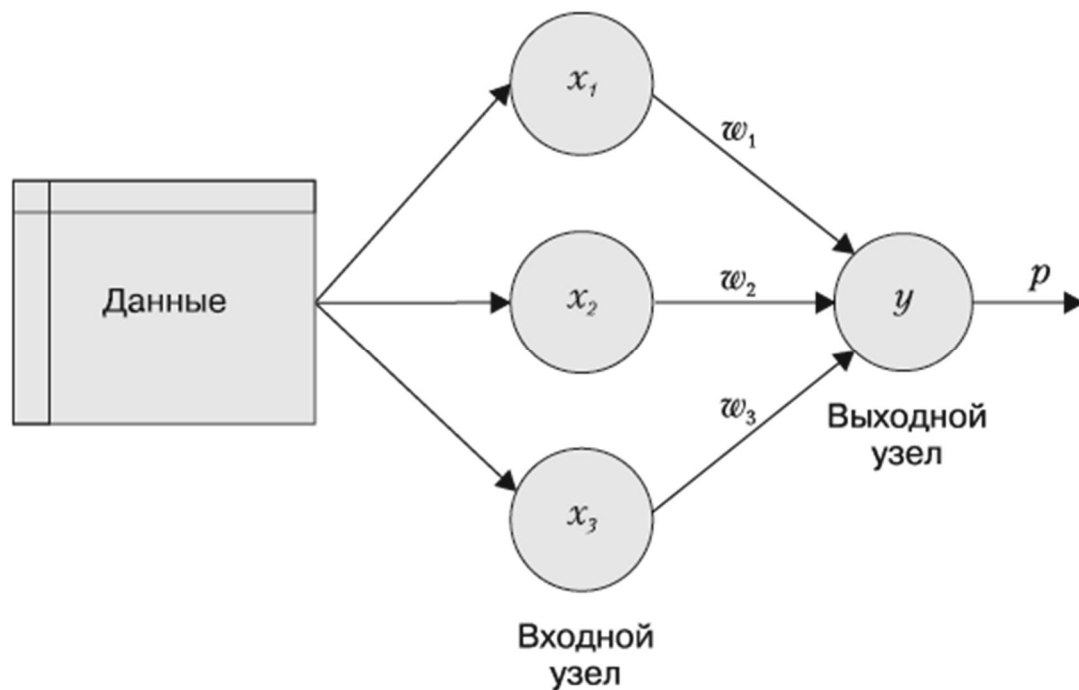 x₁
w₁
Данные
x₂
w₂
y
p
w₃
Выходной
узел
x₃
Входной
узел